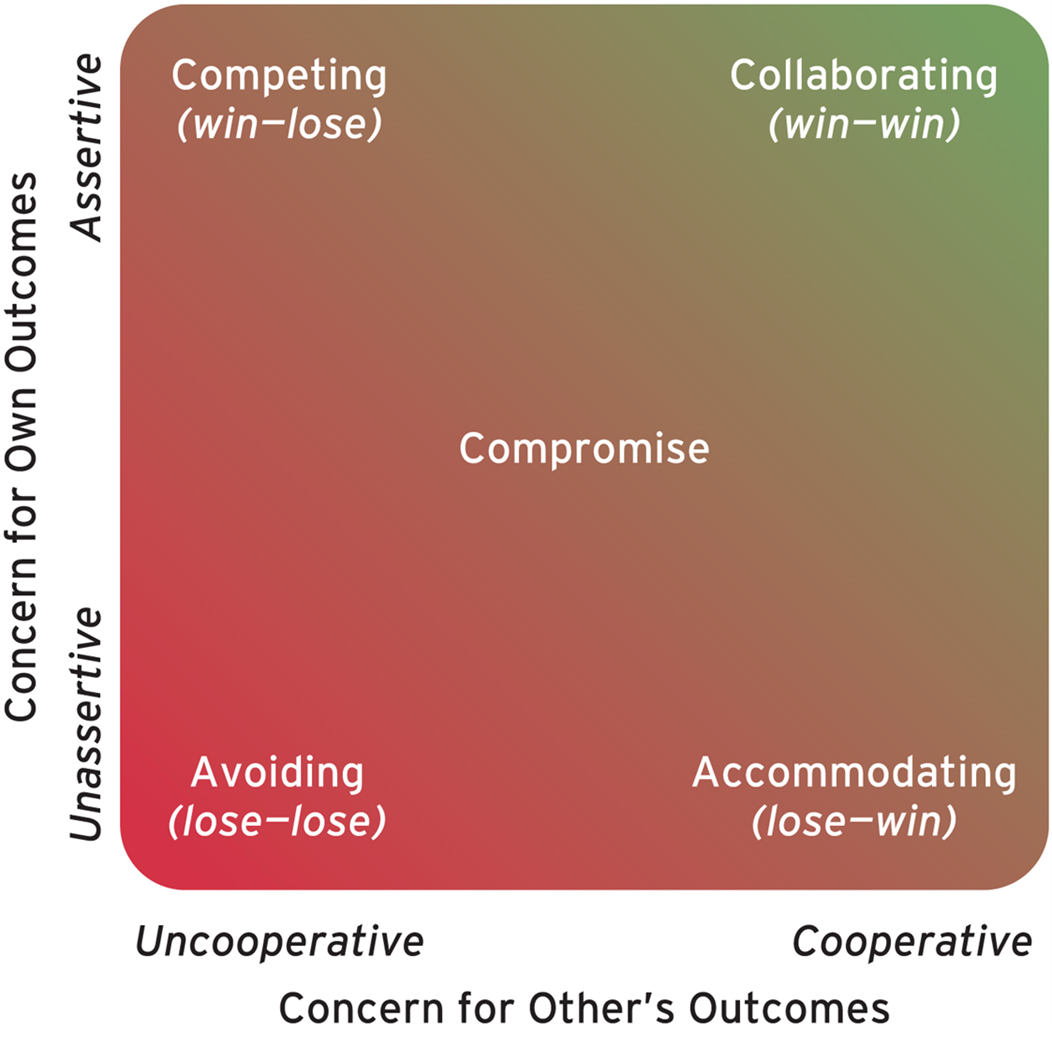 Concern for Own Outcomes
Assertive
Unassertive
Competing
(win–lose)
Collaborating
(win–win)
Compromise
Avoiding
(lose–lose)
Accommodating
(lose–win)
Uncooperative
Cooperative
Concern for Other’s Outcomes